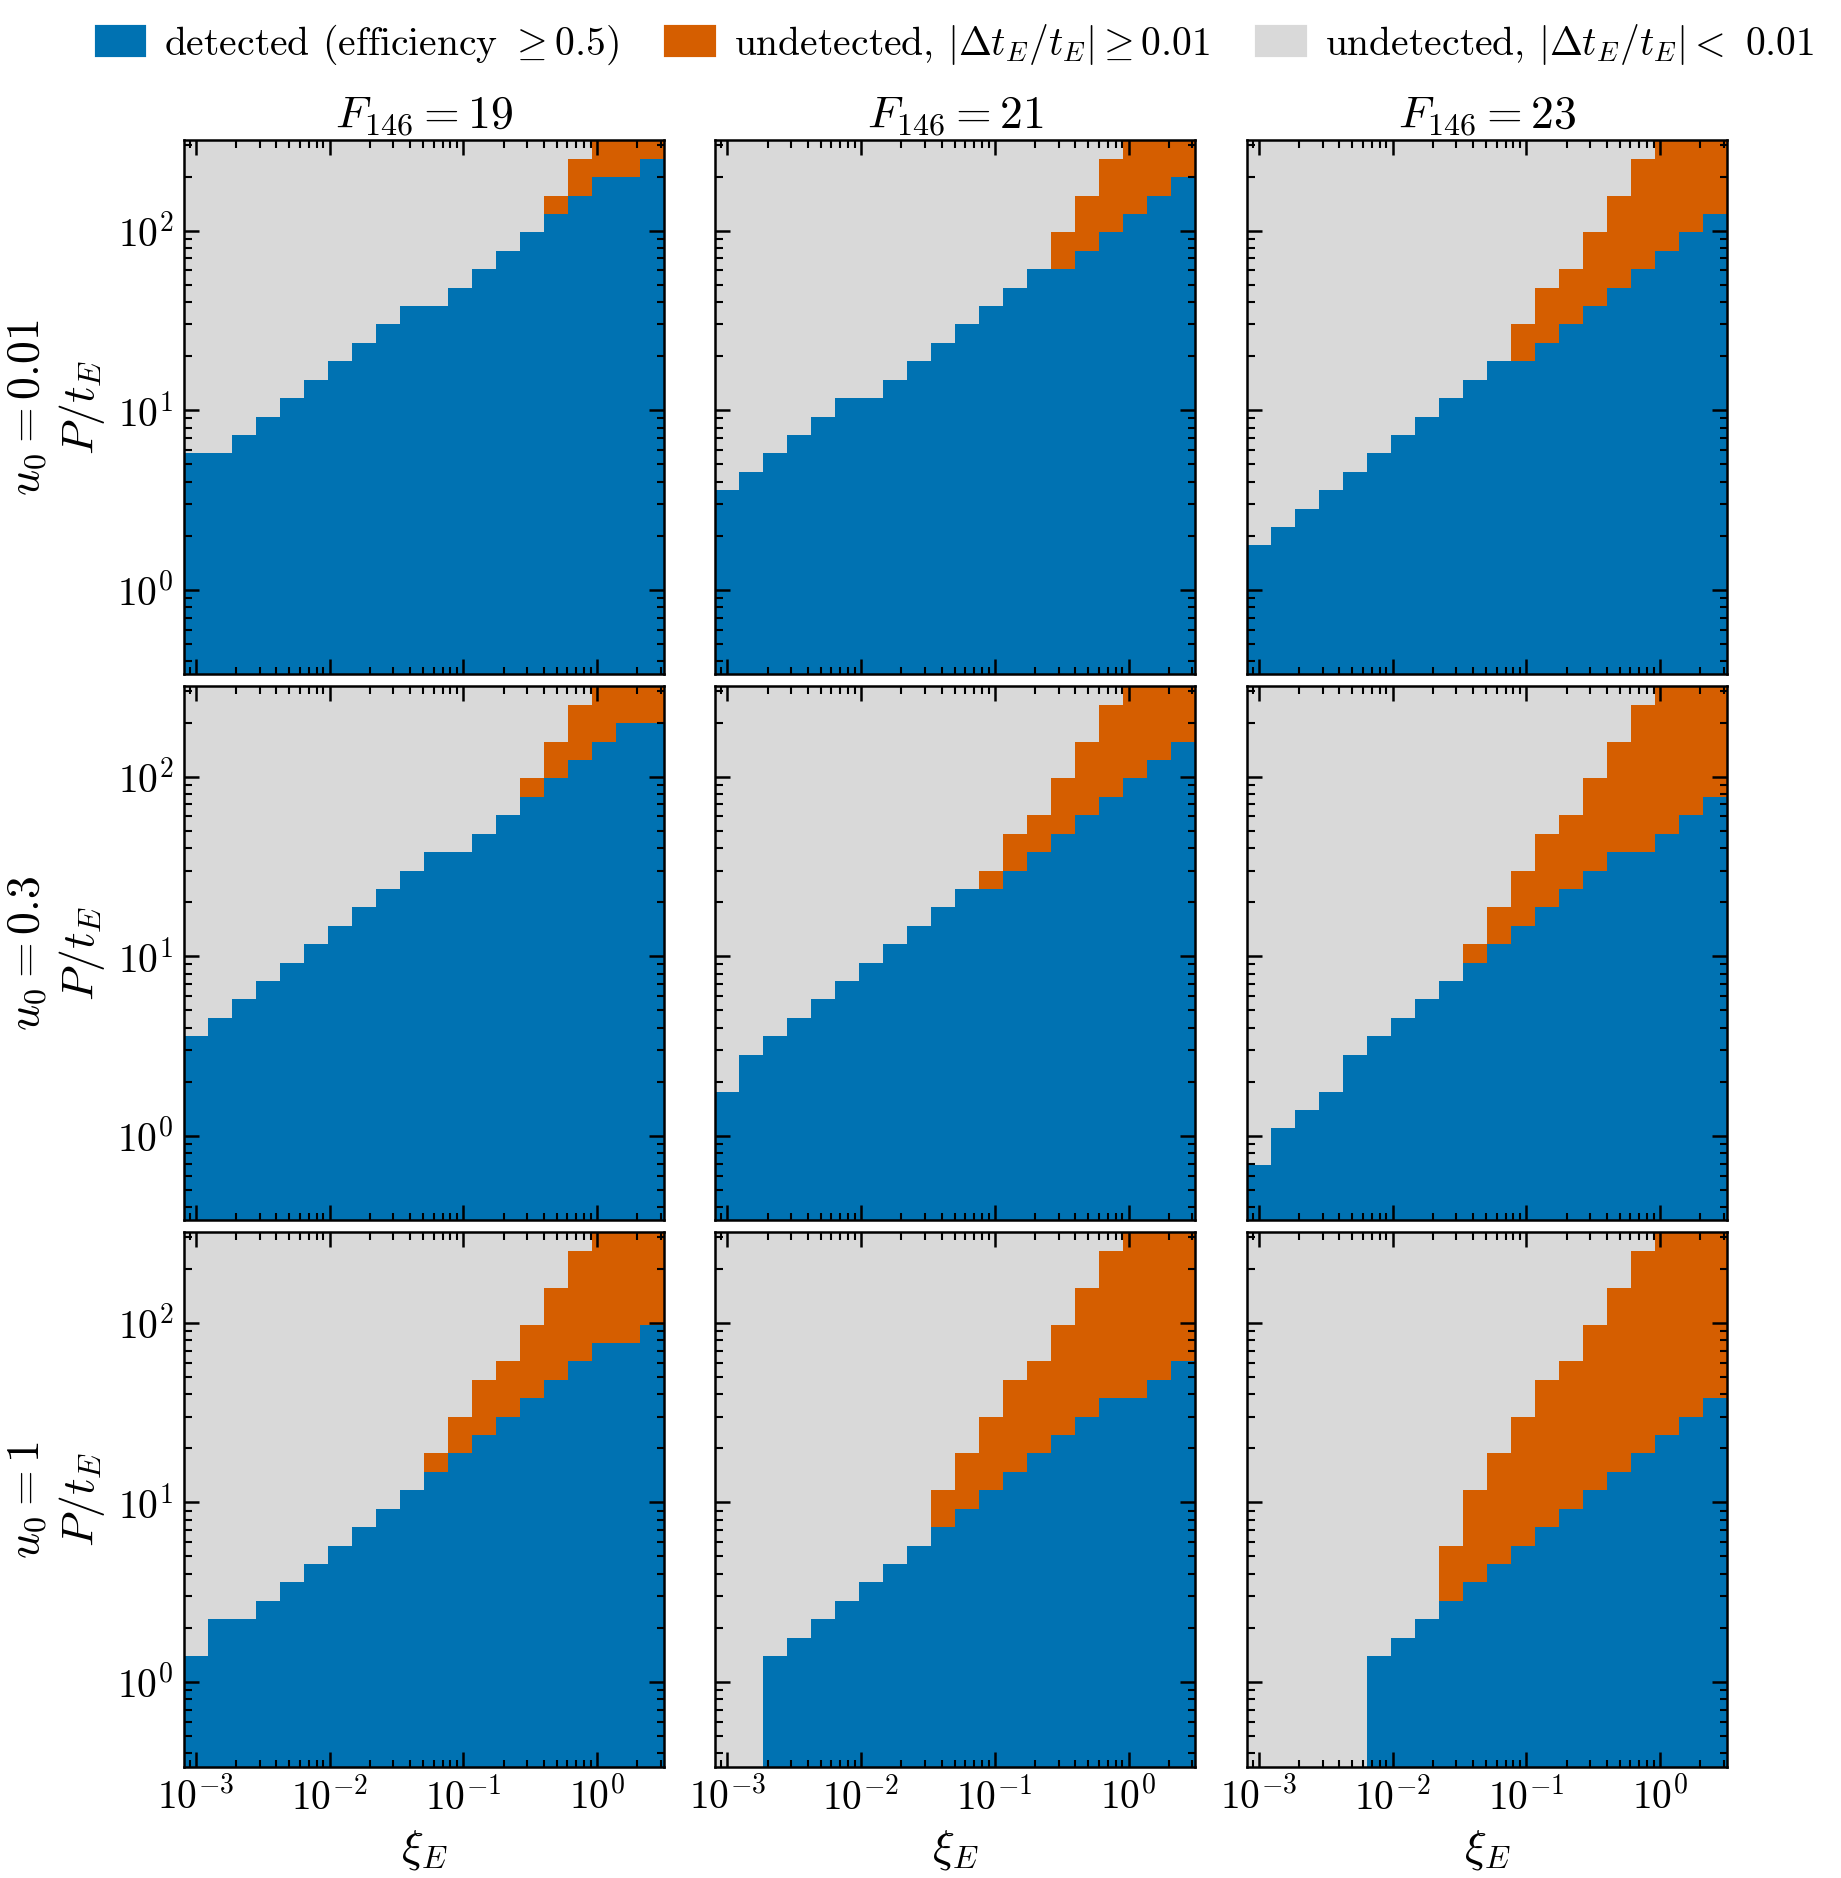 detected (efficiency ≥ 0.5) undetected, |Δt_E/t_E| ≥ 0.01 undetected, |Δt_E/t_E| < 0.01
F_146 = 19 F_146 = 21 F_146 = 23
u_0 = 0.01
P/t_E
10^2
10^1
10^0
u_0 = 0.3
P/t_E
10^2
10^1
10^0
u_0 = 1
P/t_E
10^2
10^1
10^0
10^−3 10^−2 10^−1 10^0 10^−3 10^−2 10^−1 10^0 10^−3 10^−2 10^−1 10^0
ξ_E ξ_E ξ_E